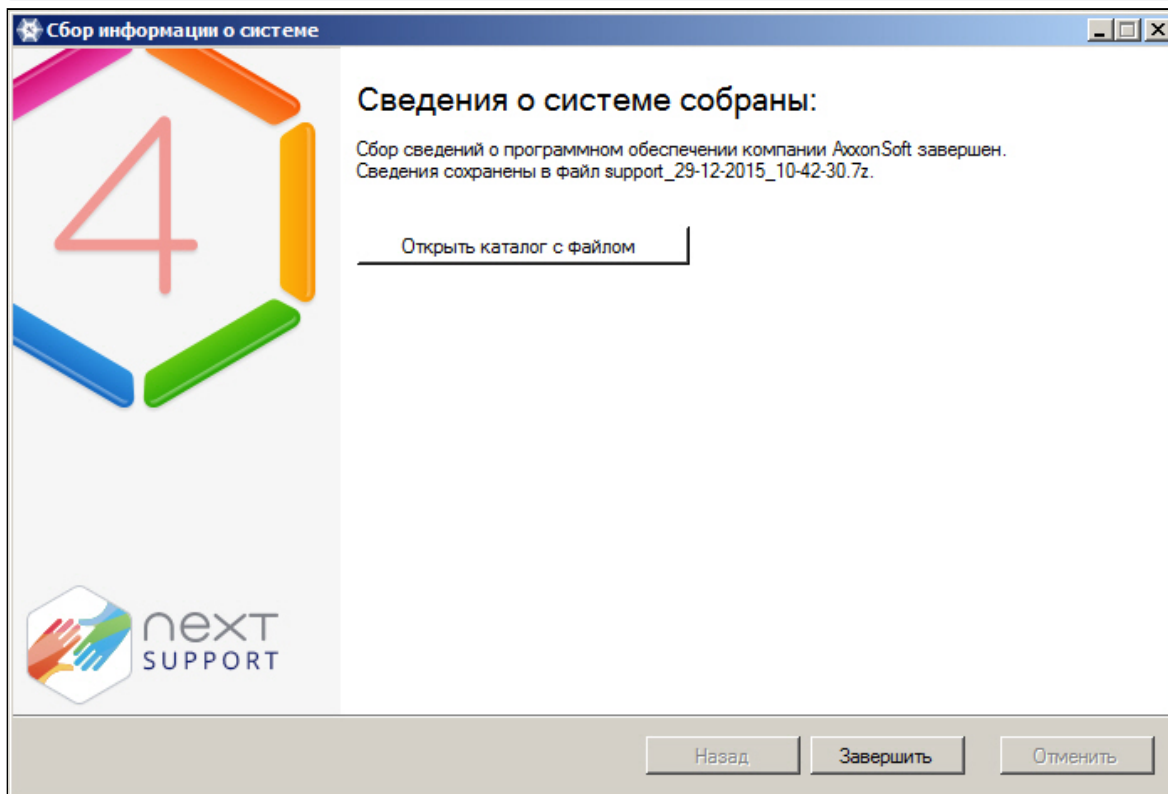 Сбор информации о системе
4
Сведения о системе собраны:
Сбор сведений о программном обеспечении компании AxxonSoft завершен.
Сведения сохранены в файл support_29-12-2015_10-42-30.7z.
Открыть каталог с файлом
next
SUPPORT
Назад
Завершить
Отменить